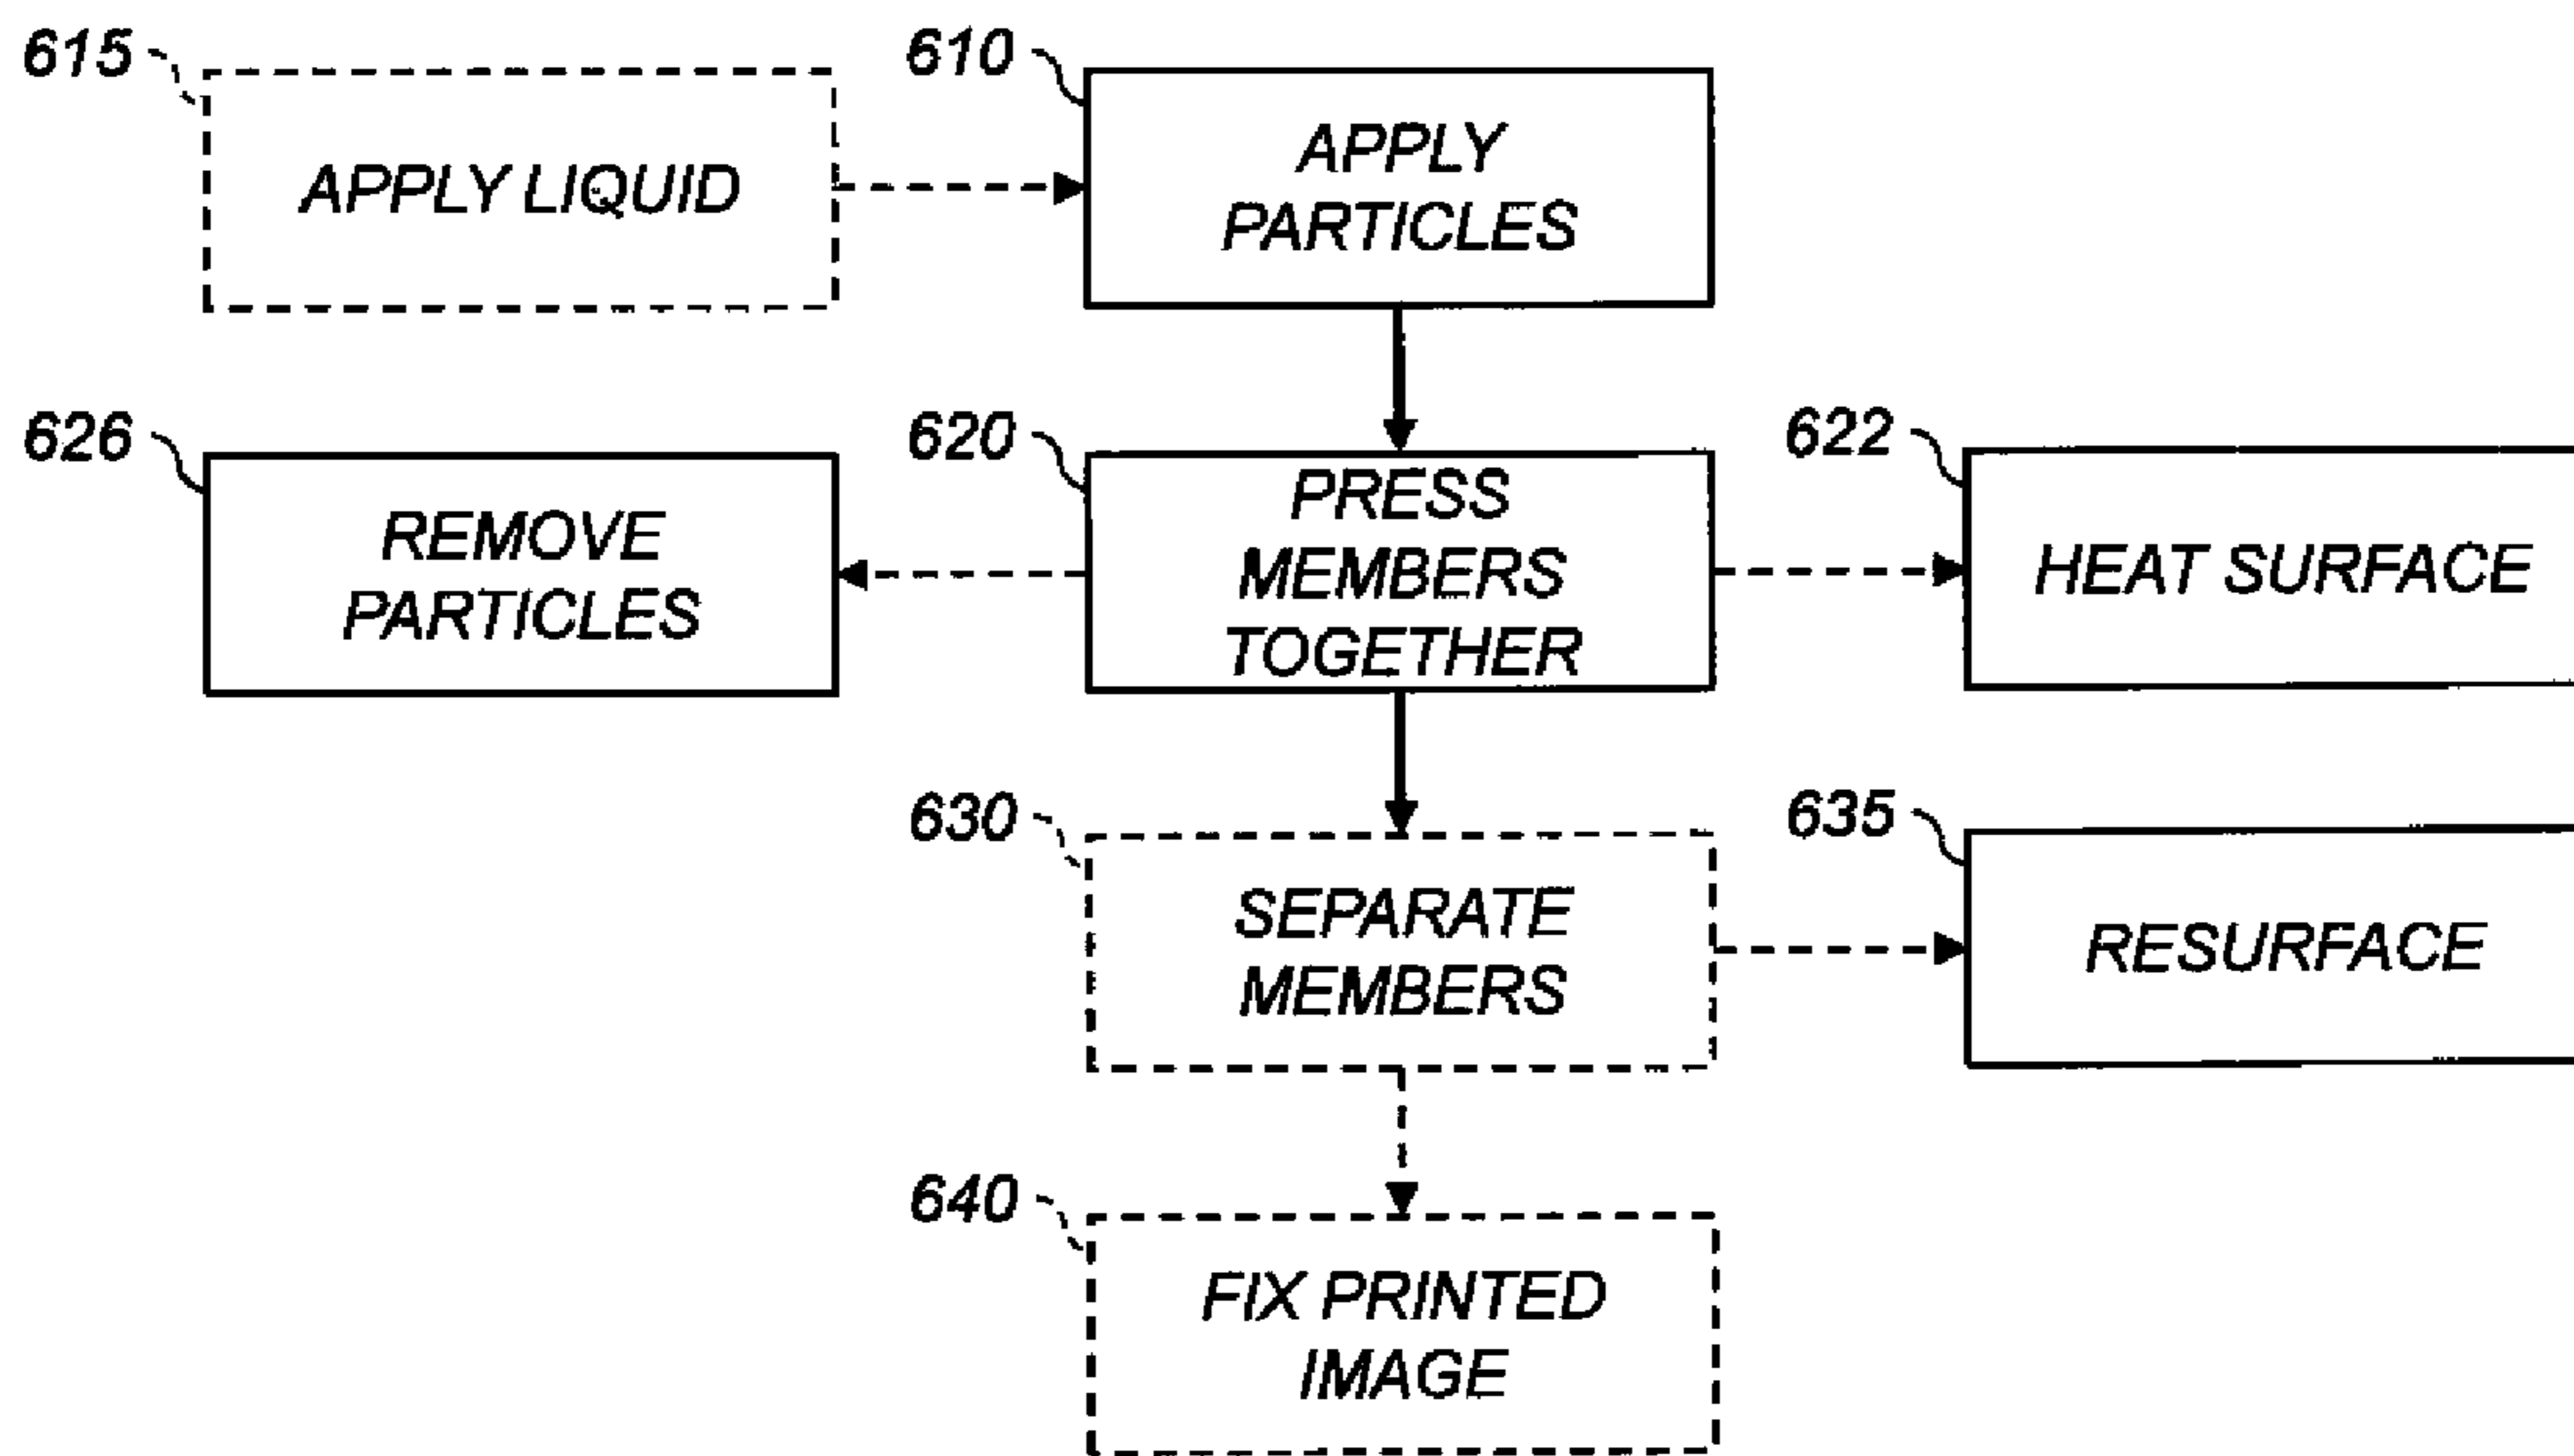 615
APPLY LIQUID
610
APPLY
PARTICLES
626
REMOVE
PARTICLES
620
PRESS
MEMBERS
TOGETHER
622
HEAT SURFACE
630
SEPARATE
MEMBERS
635
RESURFACE
640
FIX PRINTED
IMAGE